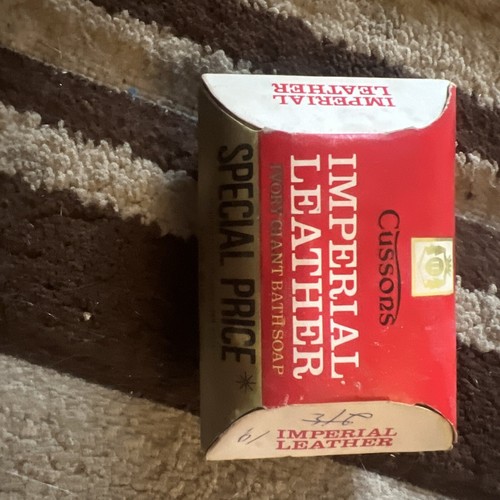 IMPERIAL
LEATHER
Cussons
IMPERIAL
LEATHER
IVORY GIANT BATH SOAP
SPECIAL PRICE *
IMPERIAL
LEATHER